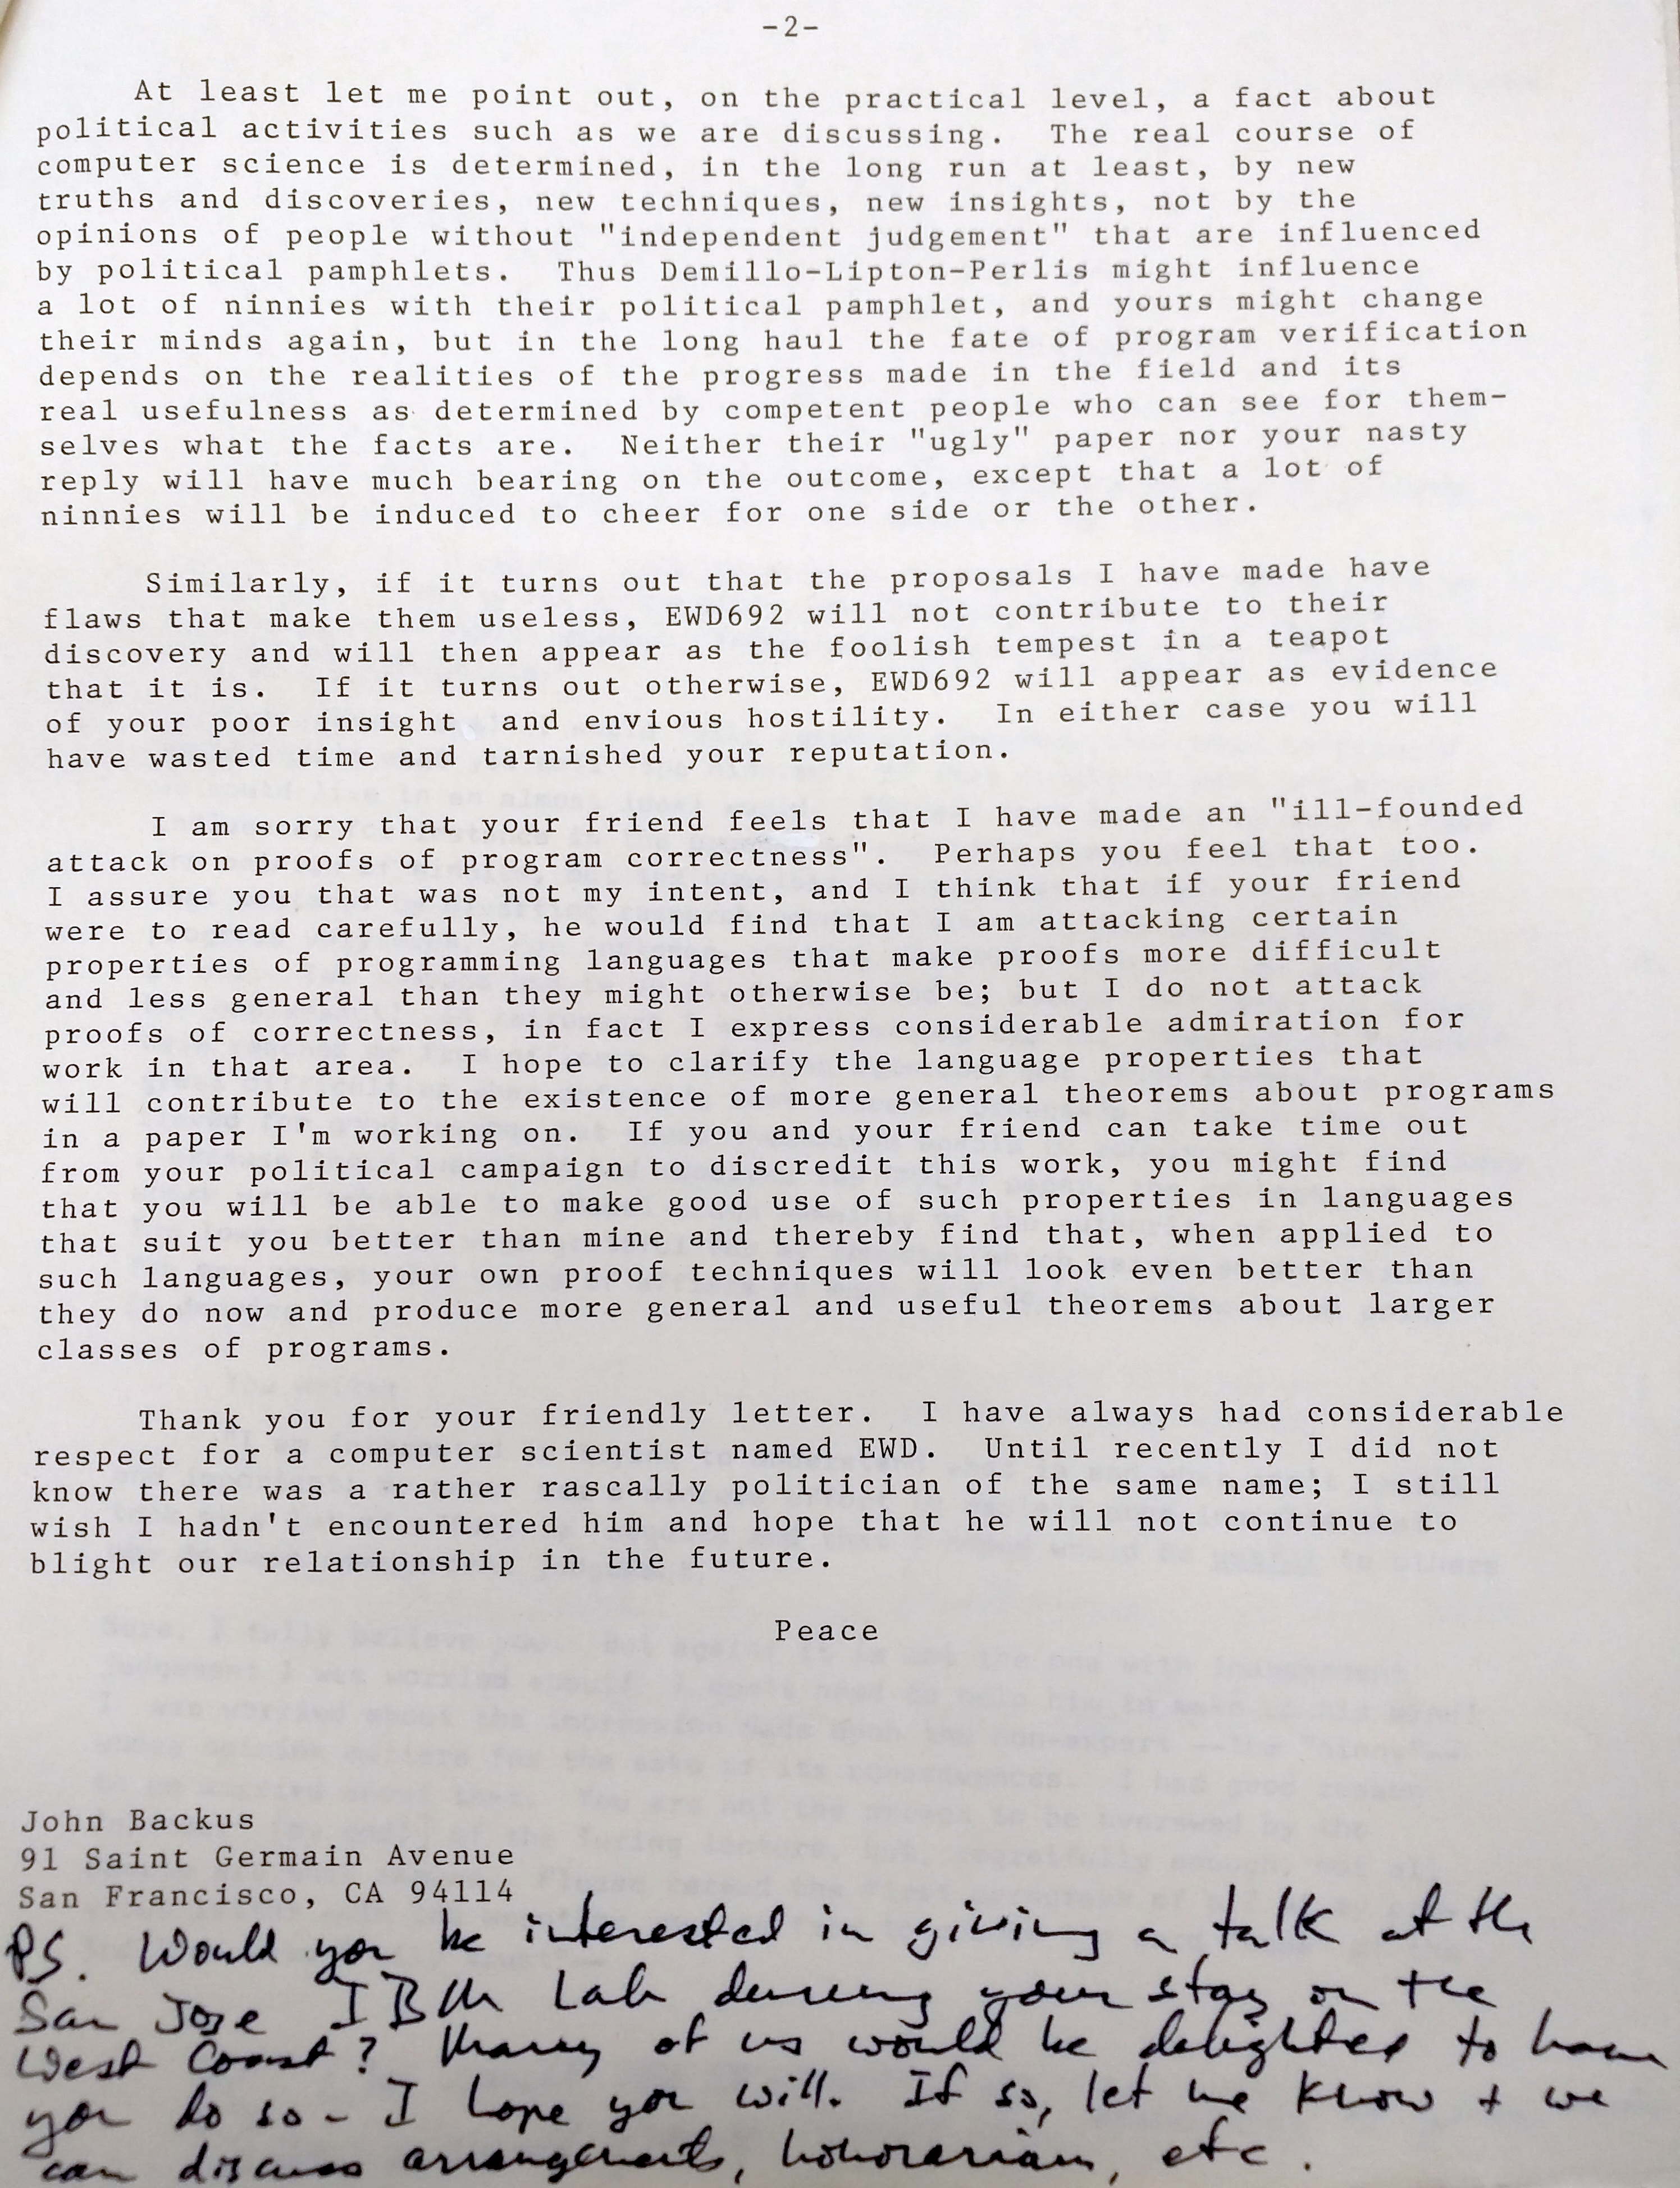 -2-
At least let me point out, on the practical level, a fact about
political activities such as we are discussing. The real course of
computer science is determined, in the long run at least, by new
truths and discoveries, new techniques, new insights, not by the
opinions of people without "independent judgement" that are influenced
by political pamphlets. Thus Demillo-Lipton-Perlis might influence
a lot of ninnies with their political pamphlet, and yours might change
their minds again, but in the long haul the fate of program verification
depends on the realities of the progress made in the field and its
real usefulness as determined by competent people who can see for them-
selves what the facts are. Neither their "ugly" paper nor your nasty
reply will have much bearing on the outcome, except that a lot of
ninnies will be induced to cheer for one side or the other.
Similarly, if it turns out that the proposals I have made have
flaws that make them useless, EWD692 will not contribute to their
discovery and will then appear as the foolish tempest in a teapot
that it is. If it turns out otherwise, EWD692 will appear as evidence
of your poor insight and envious hostility. In either case you will
have wasted time and tarnished your reputation.
I am sorry that your friend feels that I have made an "ill-founded
attack on proofs of program correctness". Perhaps you feel that too.
I assure you that was not my intent, and I think that if your friend
were to read carefully, he would find that I am attacking certain
properties of programming languages that make proofs more difficult
and less general than they might otherwise be; but I do not attack
proofs of correctness, in fact I express considerable admiration for
work in that area. I hope to clarify the language properties that
will contribute to the existence of more general theorems about programs
in a paper I'm working on. If you and your friend can take time out
from your political campaign to discredit this work, you might find
that you will be able to make good use of such properties in languages
that suit you better than mine and thereby find that, when applied to
such languages, your own proof techniques will look even better than
they do now and produce more general and useful theorems about larger
classes of programs.
Thank you for your friendly letter. I have always had considerable
respect for a computer scientist named EWD. Until recently I did not
know there was a rather rascally politician of the same name; I still
wish I hadn't encountered him and hope that he will not continue to
blight our relationship in the future.
Peace
John Backus
91 Saint Germain Avenue
San Francisco, CA 94114
PS. Would you be interested in giving a talk at the
San Jose IBM Lab during your stay on the
West Coast? Many of us would be delighted to have
you do so - I hope you will. If so, let me know + we
can discuss arrangements, honorarium, etc.